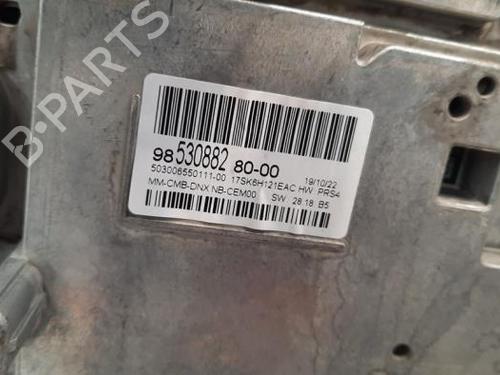 B-PARTS
98 530882 80-00
19/10/22
503006550111-00 17SK6H121EAC HW PRS4
MM-CMB-DNX NB-CEM00 SW 28.18 B5